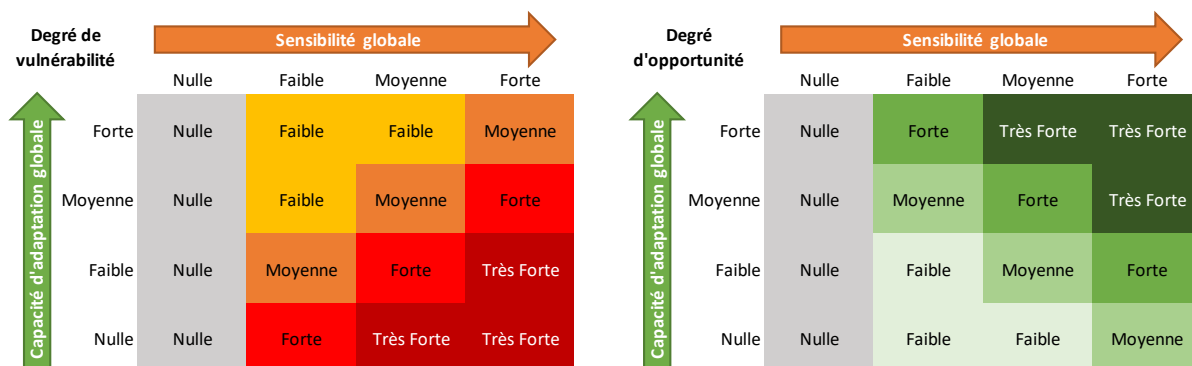 Degré de
vulnérabilité
Sensibilité globale
Nulle Faible Moyenne Forte
Capacité d'adaptation globale
Forte Nulle Faible Faible Moyenne
Moyenne Nulle Faible Moyenne Forte
Faible Nulle Moyenne Forte Très Forte
Nulle Nulle Forte Très Forte Très Forte
Degré
d'opportunité
Sensibilité globale
Nulle Faible Moyenne Forte
Capacité d'adaptation globale
Forte Nulle Forte Très Forte Très Forte
Moyenne Nulle Moyenne Forte Très Forte
Faible Nulle Faible Moyenne Forte
Nulle Nulle Faible Faible Moyenne